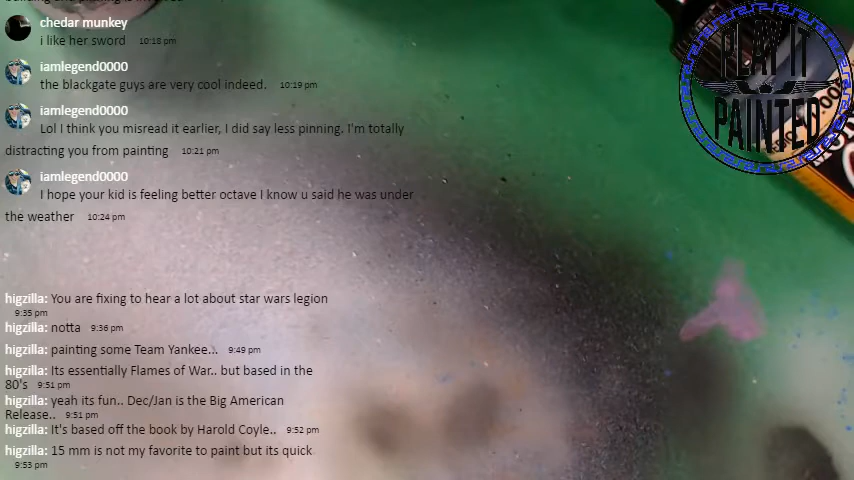 chedar munkey
i like her sword 10:18 pm
iamlegend0000
the blackgate guys are very cool indeed. 10:19 pm
iamlegend0000
Lol I think you misread it earlier, I did say less pinning. I'm totally
distracting you from painting 10:21 pm
iamlegend0000
I hope your kid is feeling better octave I know u said he was under
the weather 10:24 pm
higzilla: You are fixing to hear a lot about star wars legion
9:35 pm
higzilla: notta 9:36 pm
higzilla: painting some Team Yankee.. 9:49 pm
higzilla: Its essentially Flames of War.. but based in the
80's 9:51 pm
higzilla: yeah its fun.. Dec/Jan is the Big American
Release.. 9:51 pm
higzilla: It's based off the book by Harold Coyle.. 9:52 pm
higzilla: 15 mm is not my favorite to paint but its quick
9:53 pm
PLAY IT
PAINTED